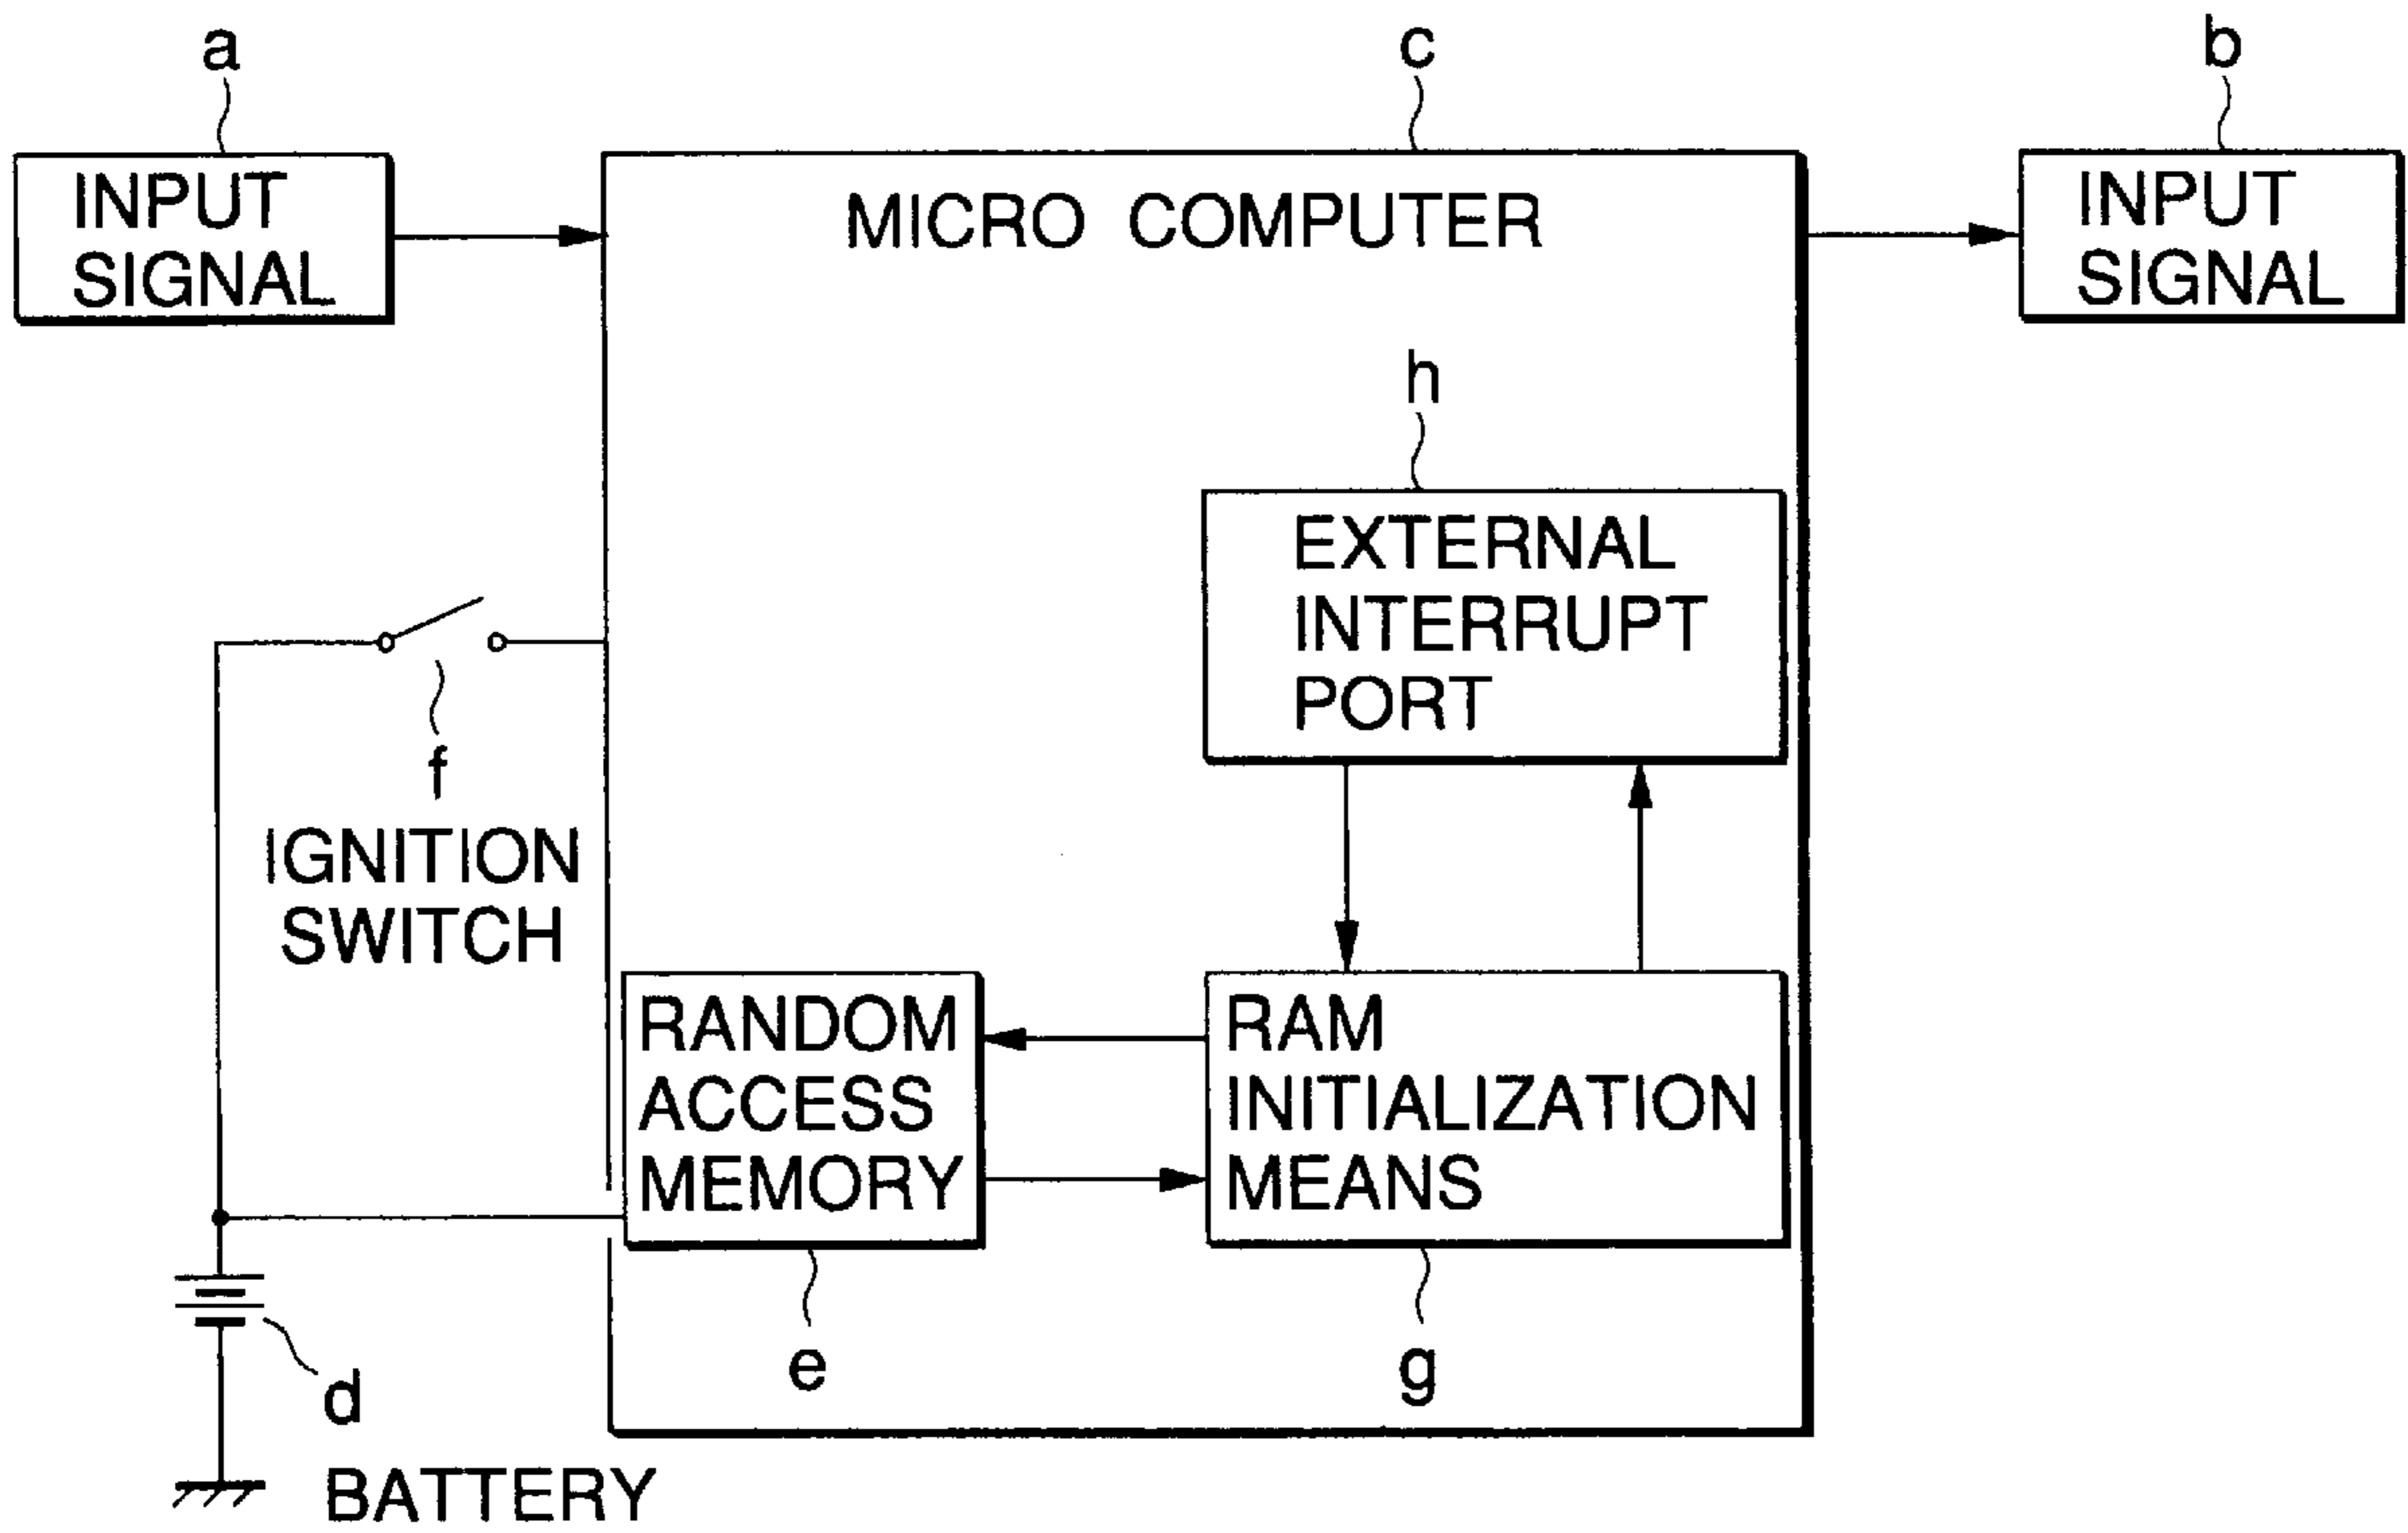 a
c
b
INPUT
SIGNAL
MICRO COMPUTER
INPUT
SIGNAL
h
EXTERNAL
INTERRUPT
PORT
f
IGNITION
SWITCH
RANDOM
ACCESS
MEMORY
RAM
INITIALIZATION
MEANS
e
g
d
BATTERY